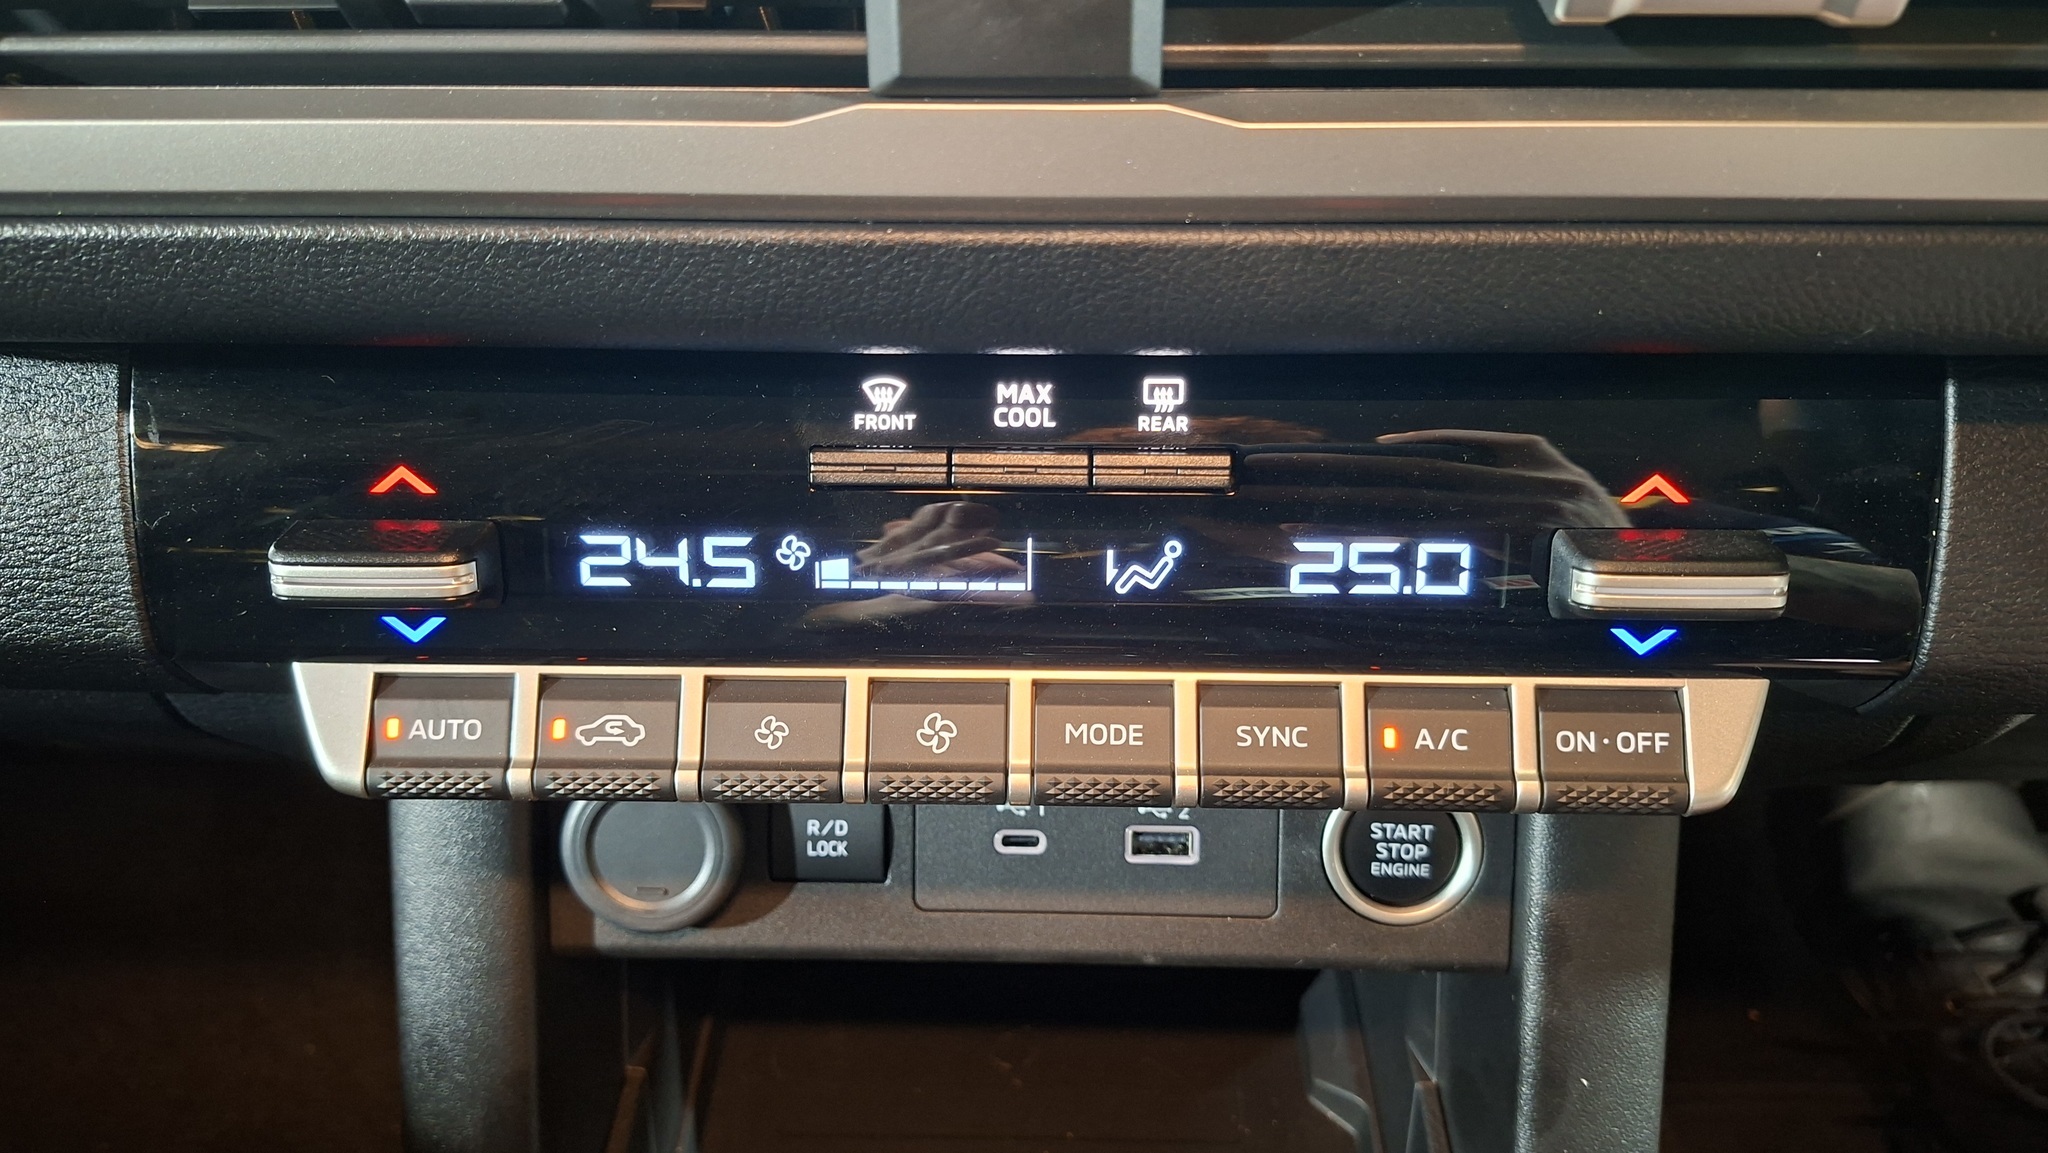 FRONT
MAX
COOL
REAR
24.5
25.0
AUTO
MODE
SYNC
A/C
ON·OFF
R/D
LOCK
START
STOP
ENGINE